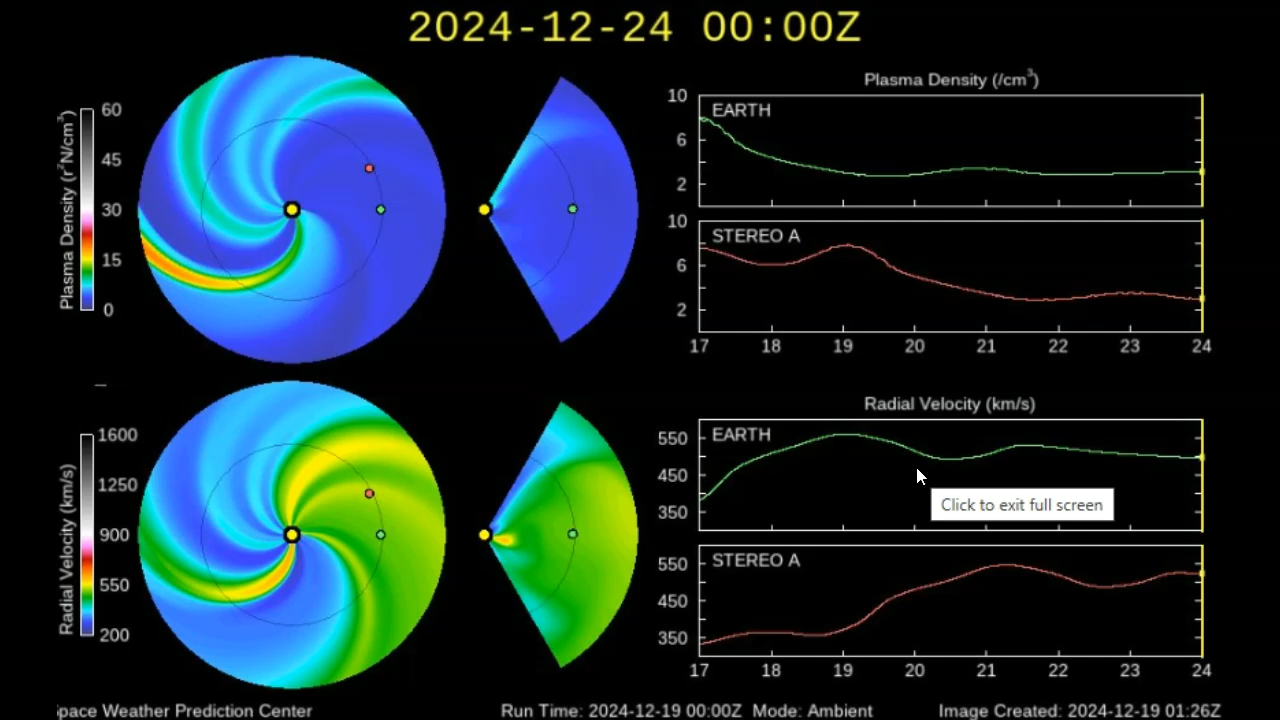 2024-12-24 00:00Z
Plasma Density (r²N/cm³)
60
45
30
15
0
Plasma Density (/cm³)
EARTH
10
6
2
STEREO A
10
6
2
17 18 19 20 21 22 23 24
Radial Velocity (km/s)
1600
1250
900
550
200
Radial Velocity (km/s)
EARTH
550
450
350
Click to exit full screen
STEREO A
550
450
350
17 18 19 20 21 22 23 24
Space Weather Prediction Center Run Time: 2024-12-19 00:00Z Mode: Ambient Image Created: 2024-12-19 01:26Z